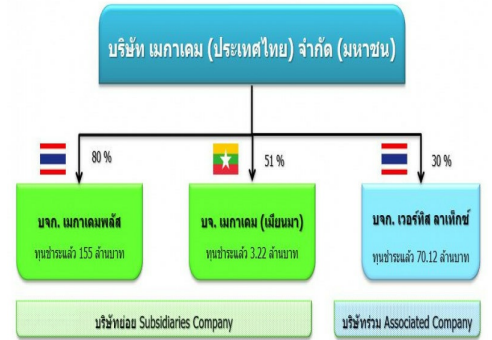 บริษัท เมกาเคม (ประเทศไทย) จำกัด (มหาชน)
80 %
51 %
30 %
บจก. เมกาเคมพลัส
ทุนชำระแล้ว 155 ล้านบาท
บจ. เมกาเคม (เมียนมา)
ทุนชำระแล้ว 3.22 ล้านบาท
บจก. เวอร์ทิส ลาเท็กซ์
ทุนชำระแล้ว 70.12 ล้านบาท
บริษัทย่อย Subsidiaries Company
บริษัทร่วม Associated Company